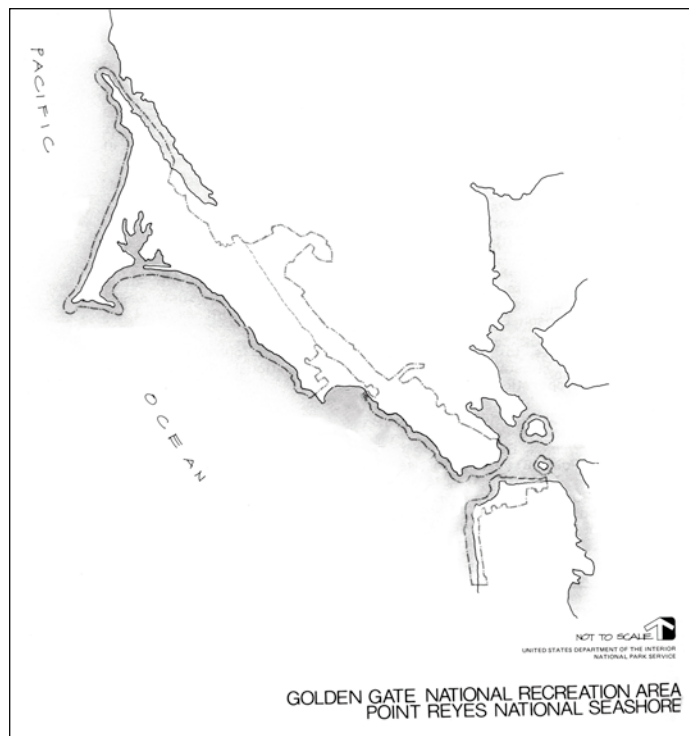 PACIFIC
OCEAN
NOT TO SCALE
UNITED STATES DEPARTMENT OF THE INTERIOR
NATIONAL PARK SERVICE
GOLDEN GATE NATIONAL RECREATION AREA
POINT REYES NATIONAL SEASHORE